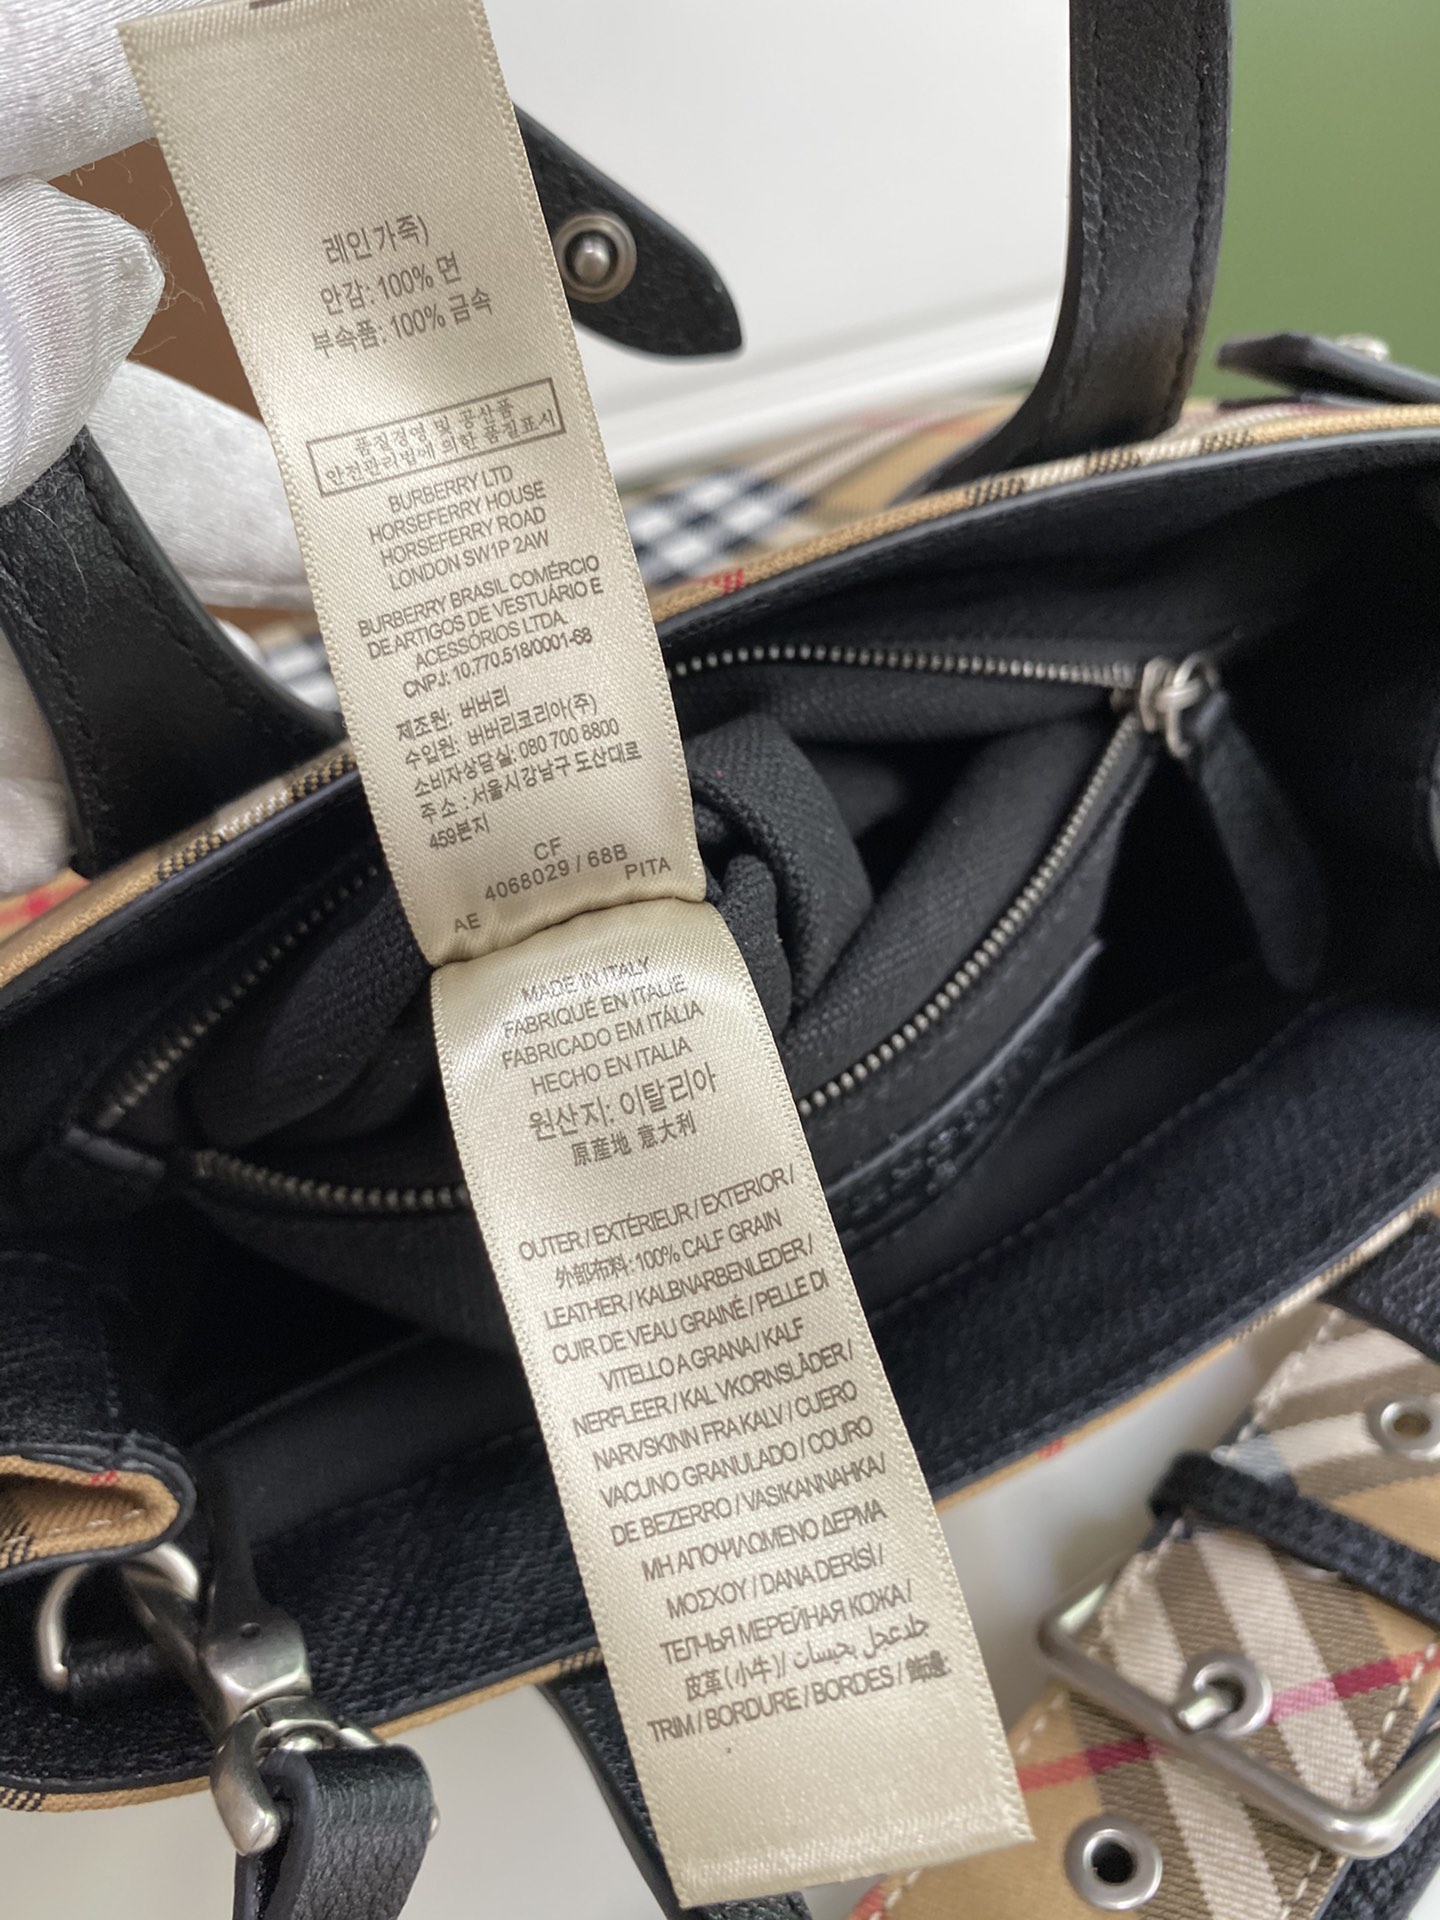 레인가죽)
안감: 100% 면
부속품: 100% 금속
품질경영 및 공산품
안전관리법에 의한 품질표시
BURBERRY LTD
HORSEFERRY HOUSE
HORSEFERRY ROAD
LONDON SW1P 2AW
BURBERRY BRASIL COMÉRCIO
DE ARTIGOS DE VESTUÁRIO E
ACESSÓRIOS LTDA.
CNPJ: 10.770.518/0001-68
제조원: 버버리
수입원: 버버리코리아(주)
소비자상담실: 080 700 8800
주소 : 서울시강남구 도산대로
459본지
CF
4068029 / 68B
AE PITA
MADE IN ITALY
FABRIQUÉ EN ITALIE
FABRICADO EM ITÁLIA
HECHO EN ITALIA
원산지: 이탈리아
原産地 意大利
OUTER / EXTÉRIEUR / EXTERIOR /
外部布料: 100% CALF GRAIN
LEATHER / KALBNARBENLEDER /
CUIR DE VEAU GRAINÉ / PELLE DI
VITELLO A GRANA / KALF
NERFLEER / KALVKORNSLÄDER /
NARVSKINN FRA KALV / CUERO
VACUNO GRANULADO / COURO
DE BEZERRO / VASIKANNAHKA /
ΜΗ ΑΠΟΨΙΛΩΜΕΝΟ ΔΕΡΜΑ
ΜΟΣΧΟΥ / DANA DERİSİ /
ТЕЛЧЬЯ МЕРЕЙНАЯ КОЖА /
皮革(小牛) / جلد عجل بحبيبات
TRIM / BORDURE / BORDES / 飾邊: